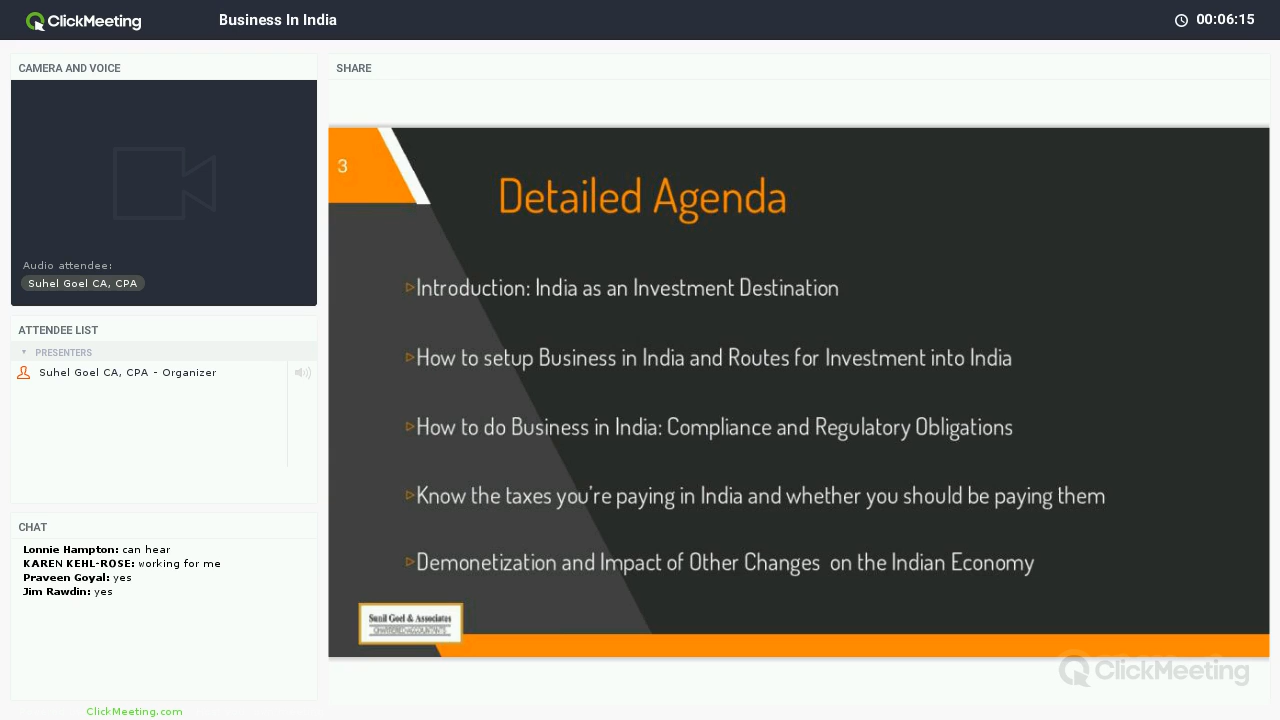 ClickMeeting
Business In India
00:06:15
CAMERA AND VOICE
Audio attendee:
Suhel Goel CA, CPA
ATTENDEE LIST
PRESENTERS
Suhel Goel CA, CPA - Organizer
CHAT
Lonnie Hampton: can hear
KAREN KEHL-ROSE: working for me
Praveen Goyal: yes
Jim Rawdin: yes
ClickMeeting.com
SHARE
3
Detailed Agenda
Introduction: India as an Investment Destination
How to setup Business in India and Routes for Investment into India
How to do Business in India: Compliance and Regulatory Obligations
Know the taxes you're paying in India and whether you should be paying them
Demonetization and Impact of Other Changes on the Indian Economy
Sunil Goel & Associates
CHARTERED ACCOUNTANTS
ClickMeeting